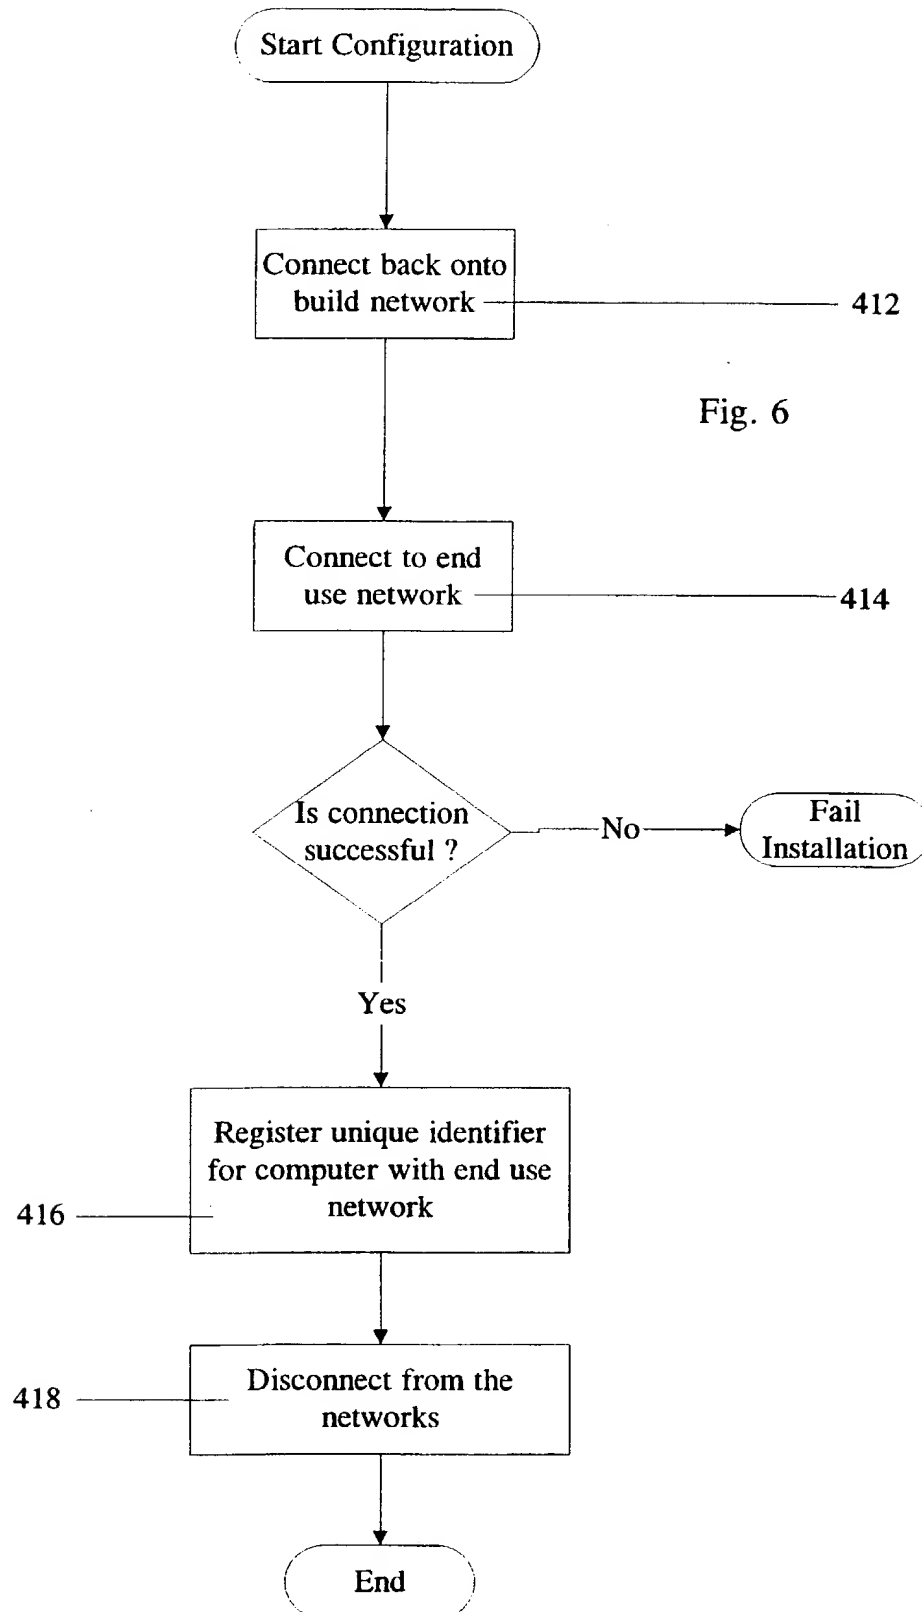 Start Configuration
Connect back onto
build network
412
Fig. 6
Connect to end
use network
414
Is connection
successful ?
No
Fail
Installation
Yes
Register unique identifier
for computer with end use
network
416
Disconnect from the
networks
418
End